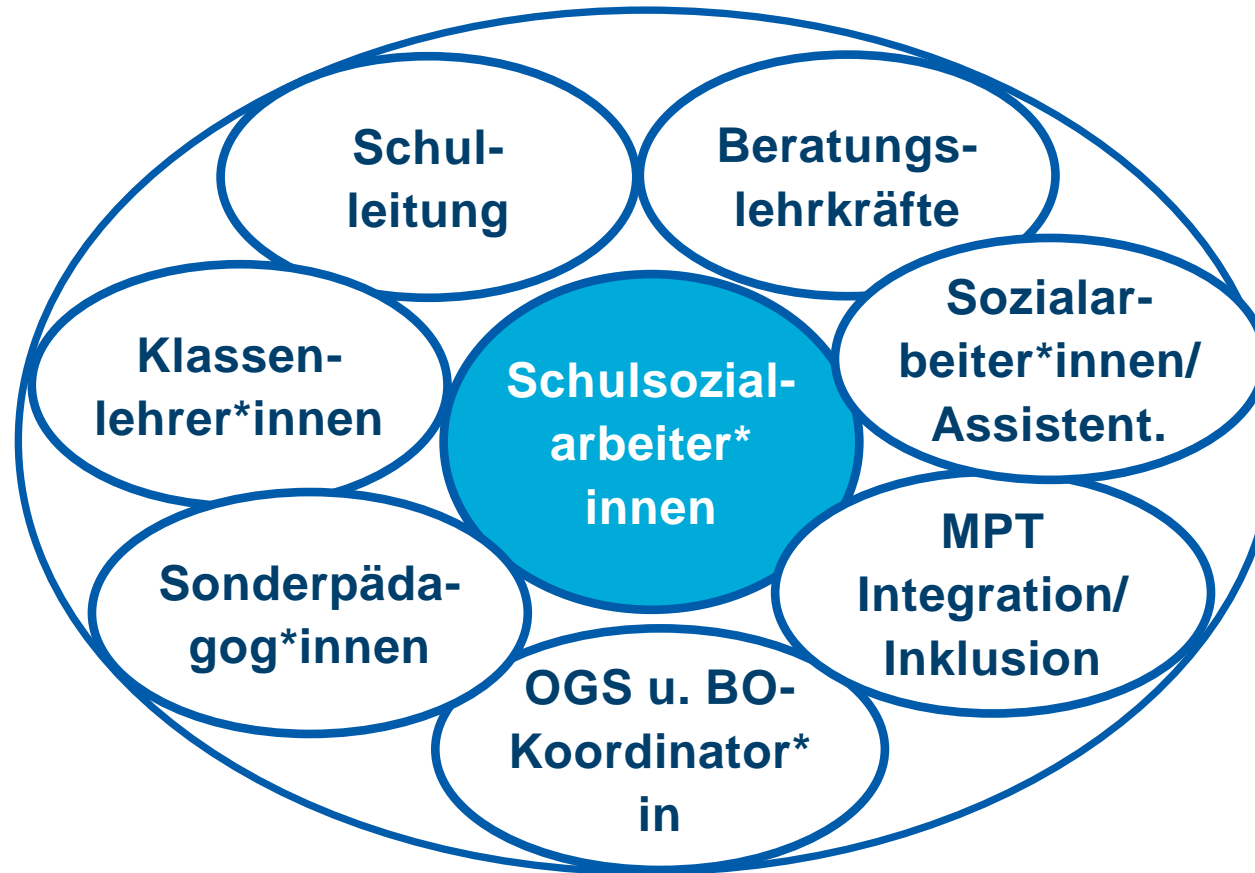 Schul-
leitung
Beratungs-
lehrkräfte
Sozialar-
beiter*innen/
Assistent.
Klassen-
lehrer*innen
Schulsozial-
arbeiter*
innen
MPT
Integration/
Inklusion
Sonderpäda-
gog*innen
OGS u. BO-
Koordinator*
in